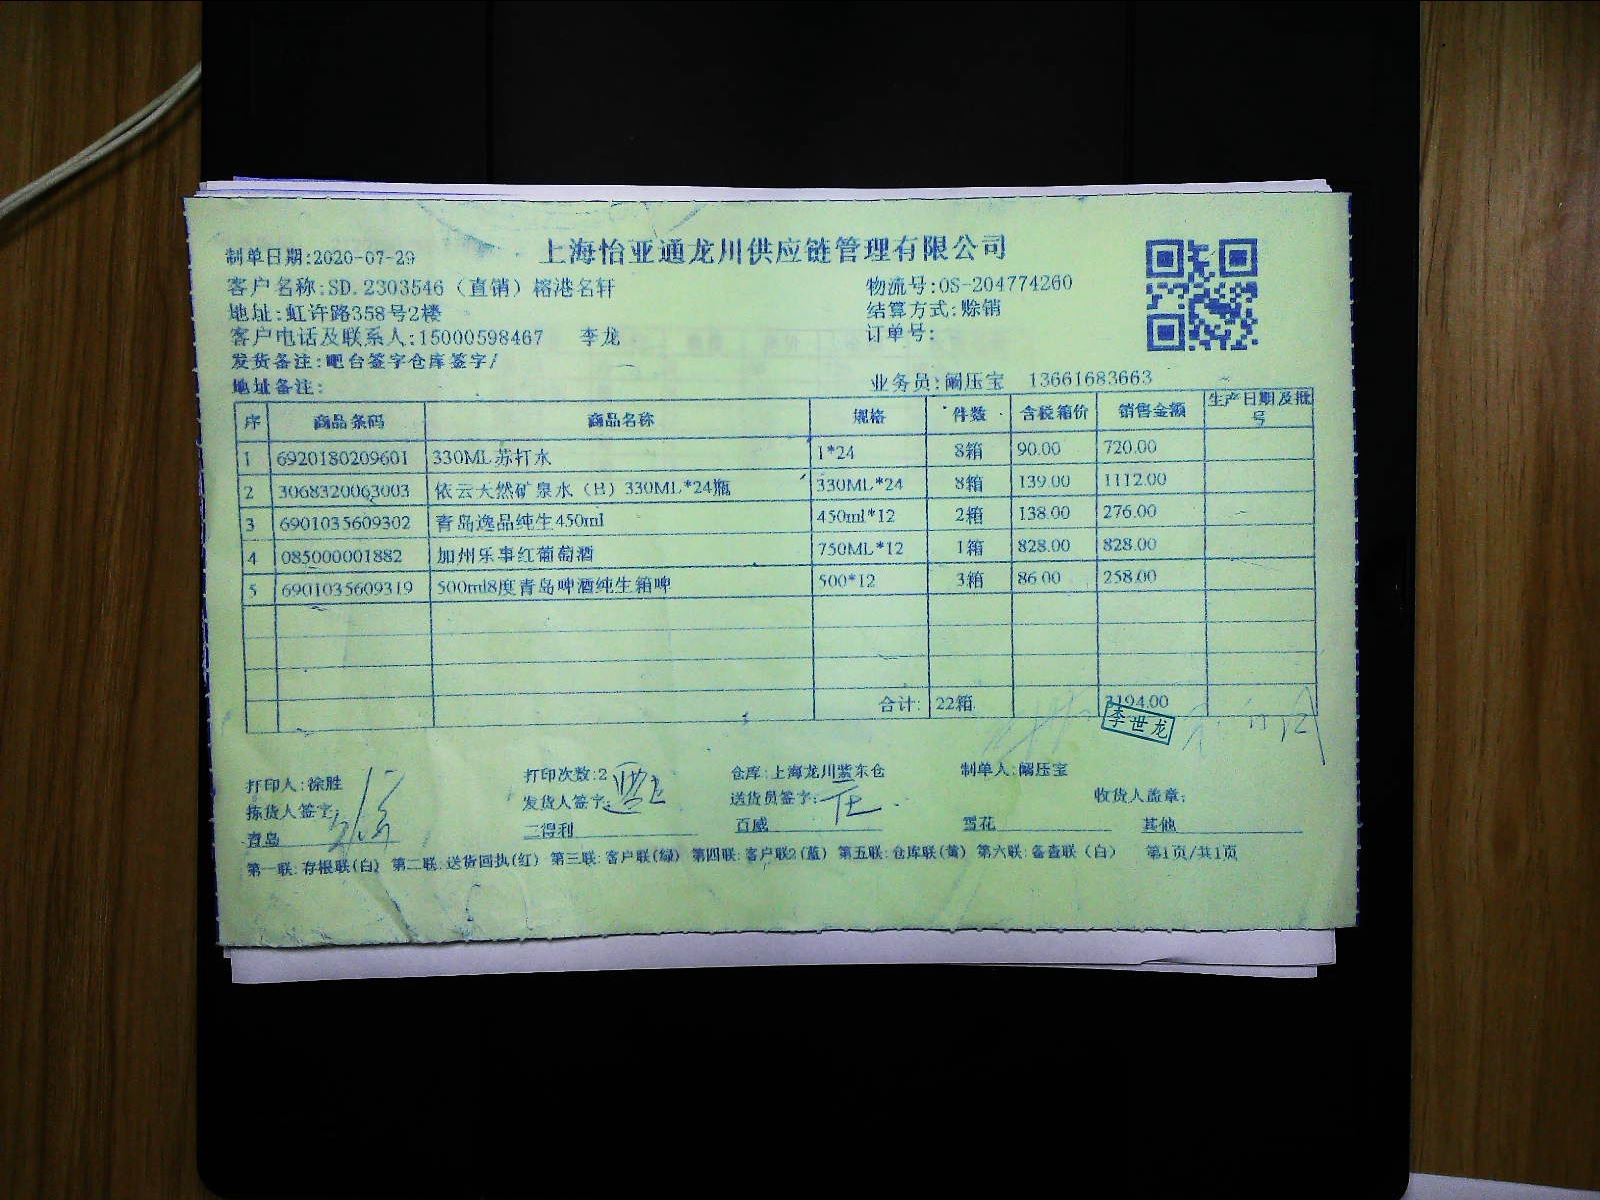 上海怡亚通龙川供应链管理有限公司
制单日期:2020-07-29
客户名称:SD.2303546（直销）榕港名轩 物流号:OS-204774260
地址:虹许路358号2楼 结算方式:赊销
客户电话及联系人:15000598467 李龙 订单号:
发货备注:吧台签字仓库签字/
地址备注: 业务员:阚压宝 13661683663
序 商品条码 商品名称 规格 件数 含税箱价 销售金额 生产日期及批号
1 6920180209601 330ML苏打水 1*24 8箱 90.00 720.00
2 3068320063003 依云天然矿泉水（H）330ML*24瓶 330ML*24 8箱 139.00 1112.00
3 6901035609302 青岛逸品纯生450ml 450ml*12 2箱 138.00 276.00
4 085000001882 加州乐事红葡萄酒 750ML*12 1箱 828.00 828.00
5 6901035609319 500ml8度青岛啤酒纯生箱啤 500*12 3箱 86.00 258.00
合计: 22箱 3194.00
李世龙
打印人:徐胜 打印次数:2 仓库:上海龙川紫东仓 制单人:阚压宝
拣货人签字: 发货人签字: 送货员签字: 收货人盖章:
青岛 三得利 百威 雪花 其他
第一联:存根联(白) 第二联:送货回执(红) 第三联:客户联(绿) 第四联:客户联2(蓝) 第五联:仓库联(黄) 第六联:备查联（白） 第1页/共1页